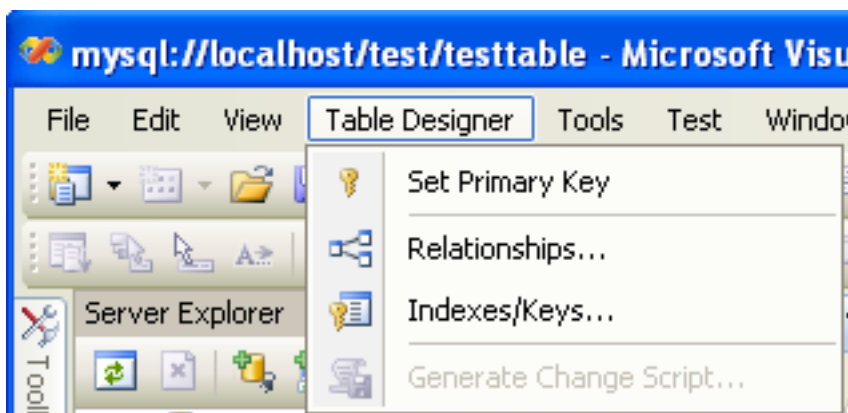 mysql://localhost/test/testtable - Microsoft Visu
File Edit View Table Designer Tools Test Windo
Set Primary Key
Relationships...
Indexes/Keys...
Server Explorer
Generate Change Script...
Tool